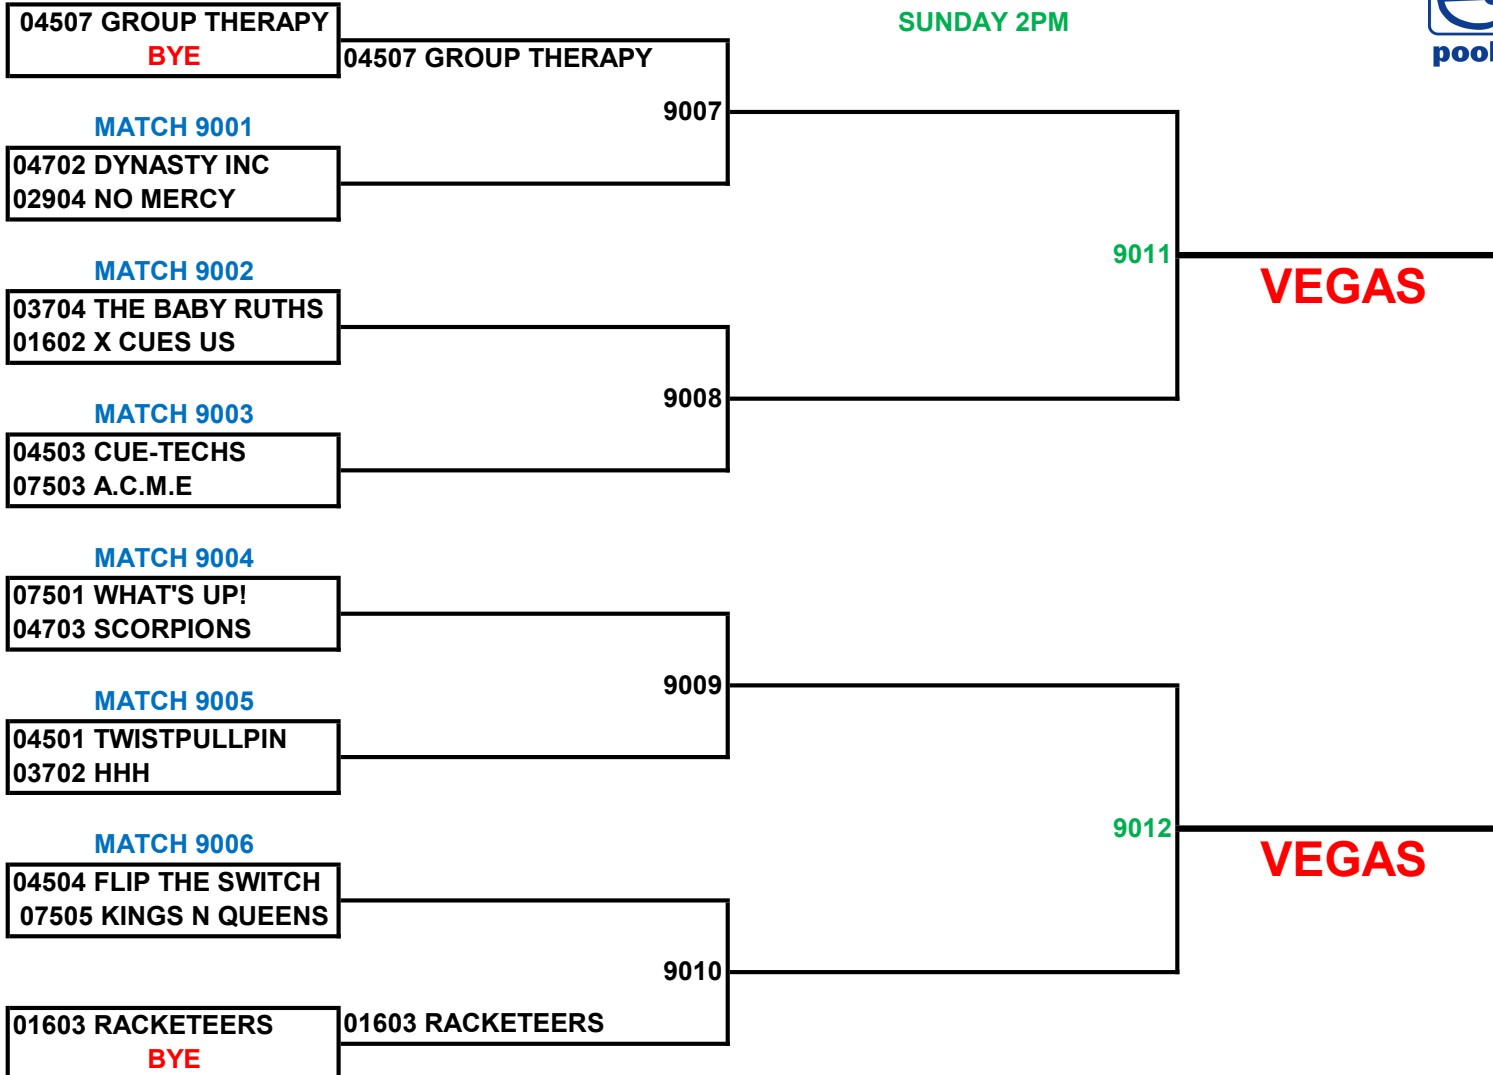 04507 GROUP THERAPY
BYE
SUNDAY 2PM
04507 GROUP THERAPY
9007
MATCH 9001
04702 DYNASTY INC
02904 NO MERCY
9011
VEGAS
MATCH 9002
03704 THE BABY RUTHS
01602 X CUES US
9008
MATCH 9003
04503 CUE-TECHS
07503 A.C.M.E
MATCH 9004
07501 WHAT'S UP!
04703 SCORPIONS
9009
MATCH 9005
04501 TWISTPULLPIN
03702 HHH
9012
VEGAS
MATCH 9006
04504 FLIP THE SWITCH
07505 KINGS N QUEENS
9010
01603 RACKETEERS
BYE
01603 RACKETEERS